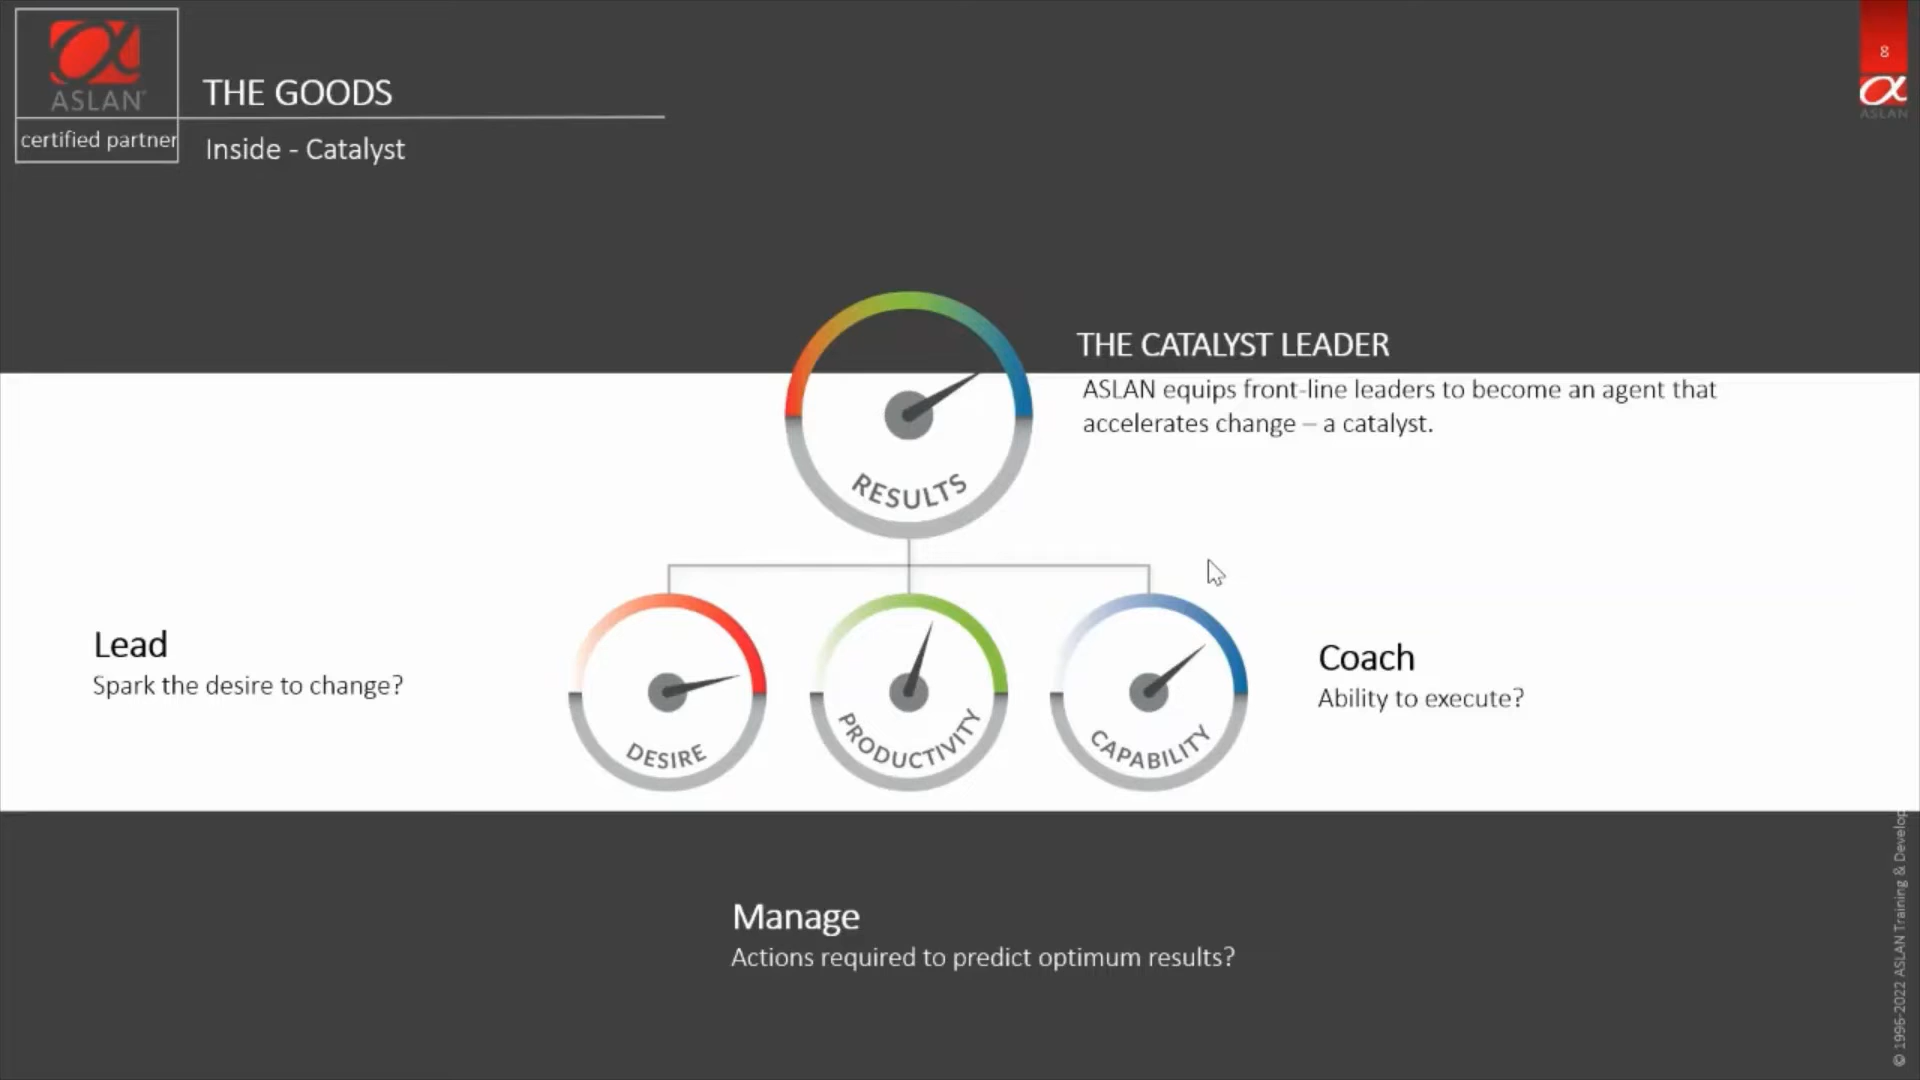 ASLAN®
certified partner
THE GOODS
Inside - Catalyst
8
ASLAN
THE CATALYST LEADER
ASLAN equips front-line leaders to become an agent that
accelerates change – a catalyst.
RESULTS
Lead
Spark the desire to change?
DESIRE
PRODUCTIVITY
CAPABILITY
Coach
Ability to execute?
Manage
Actions required to predict optimum results?
© 1996-2022 ASLAN Training & Develop